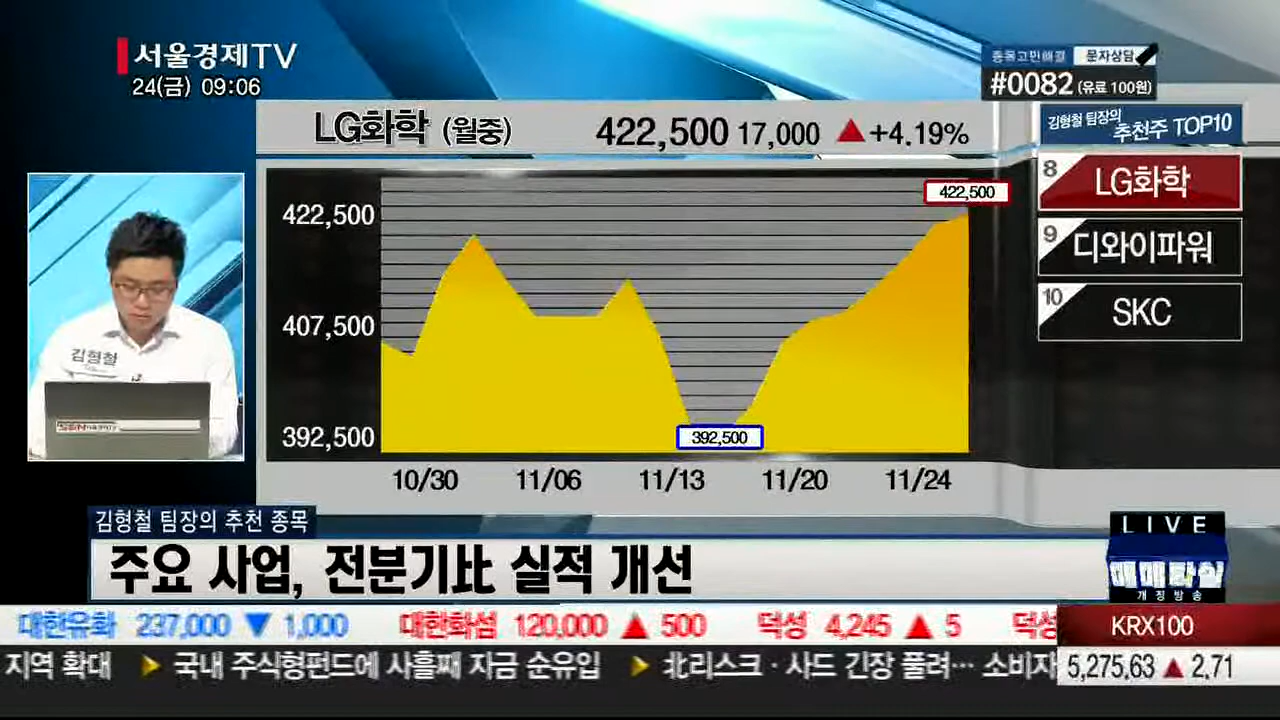 서울경제TV
24(금) 09:06
종목고민해결 문자상담
#0082 (유료 100원)
LG화학 (월중) 422,500 17,000 ▲+4.19%
김형철 팀장의
추천주 TOP10
8 LG화학
9 디와이파워
10 SKC
422,500
422,500
407,500
392,500
392,500
10/30 11/06 11/13 11/20 11/24
김형철
김형철 팀장의 추천 종목
주요 사업, 전분기比 실적 개선
LIVE
매매타임
개장방송
대한유화 237,000 ▼ 1,000 대한화섬 120,000 ▲ 500 덕성 4,245 ▲ 5 덕성
KRX100
지역 확대 ▶ 국내 주식형펀드에 사흘째 자금 순유입 ▶ 北리스크·사드 긴장 풀려… 소비자
5,275.63 ▲ 2.71